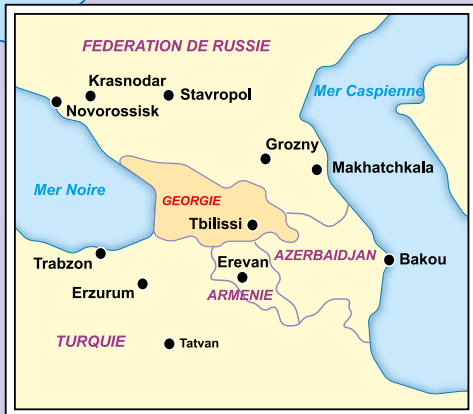 FEDERATION DE RUSSIE
Krasnodar
Stavropol
Novorossisk
Mer Caspienne
Grozny
Makhatchkala
Mer Noire
GEORGIE
Tbilissi
Trabzon
Erevan
AZERBAIDJAN
Bakou
Erzurum
ARMENIE
TURQUIE
Tatvan